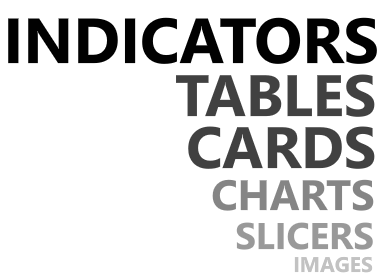 INDICATORS
TABLES
CARDS
CHARTS
SLICERS
IMAGES